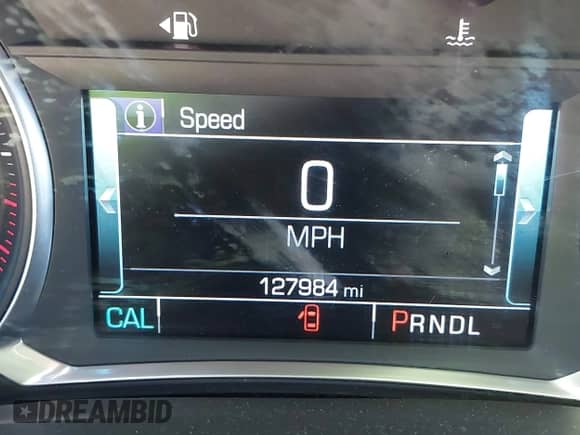 Speed
0
MPH
127984 mi
CAL
PRNDL
DREAMBID